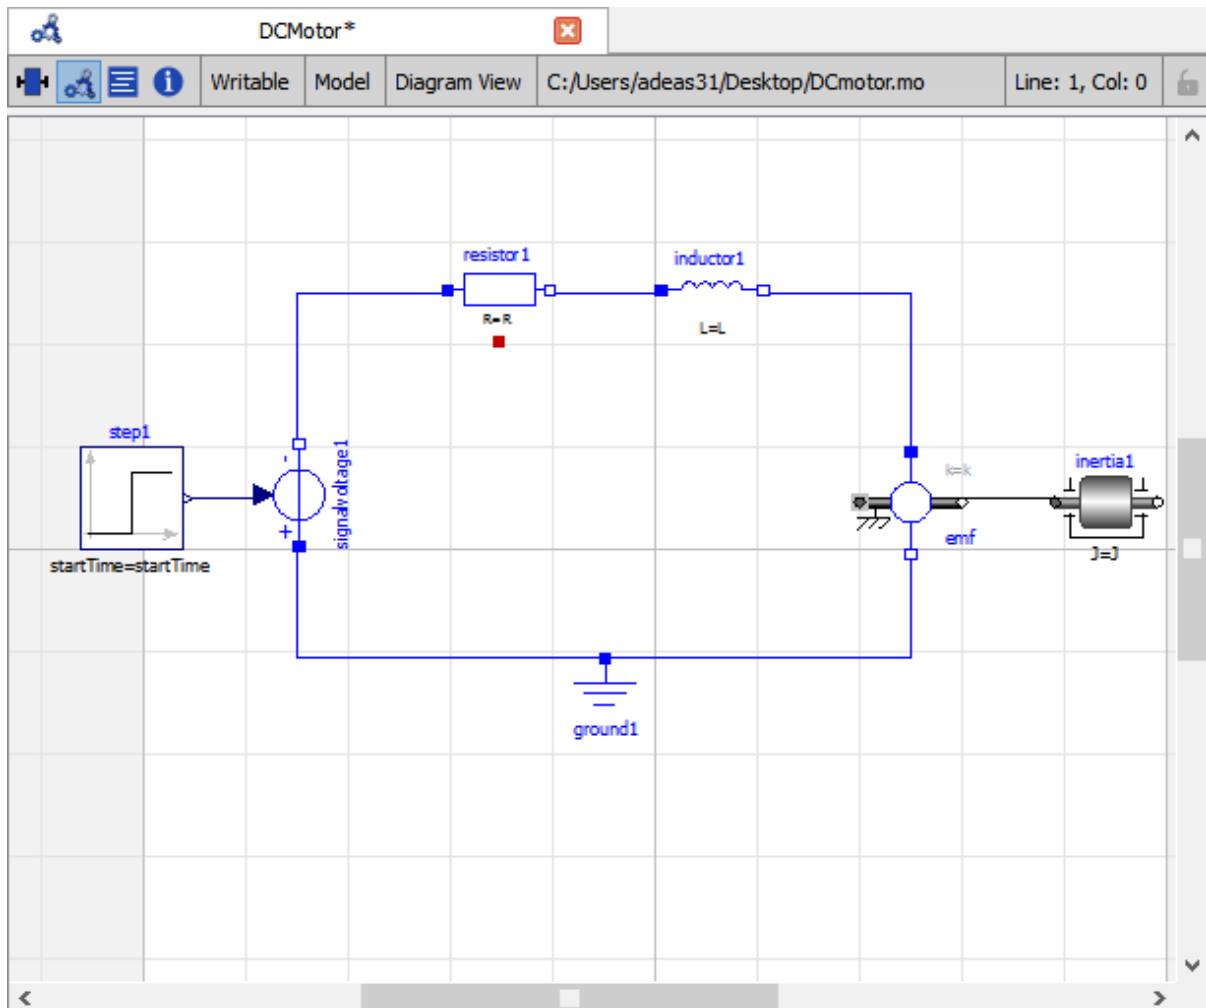 DCMotor*
Writable Model Diagram View C:/Users/adeas31/Desktop/DCmotor.mo Line: 1, Col: 0
resistor1
inductor1
R=R
L=L
step1
signalvoltage1
-
+
k=k
inertia1
emf
J=J
startTime=startTime
ground1